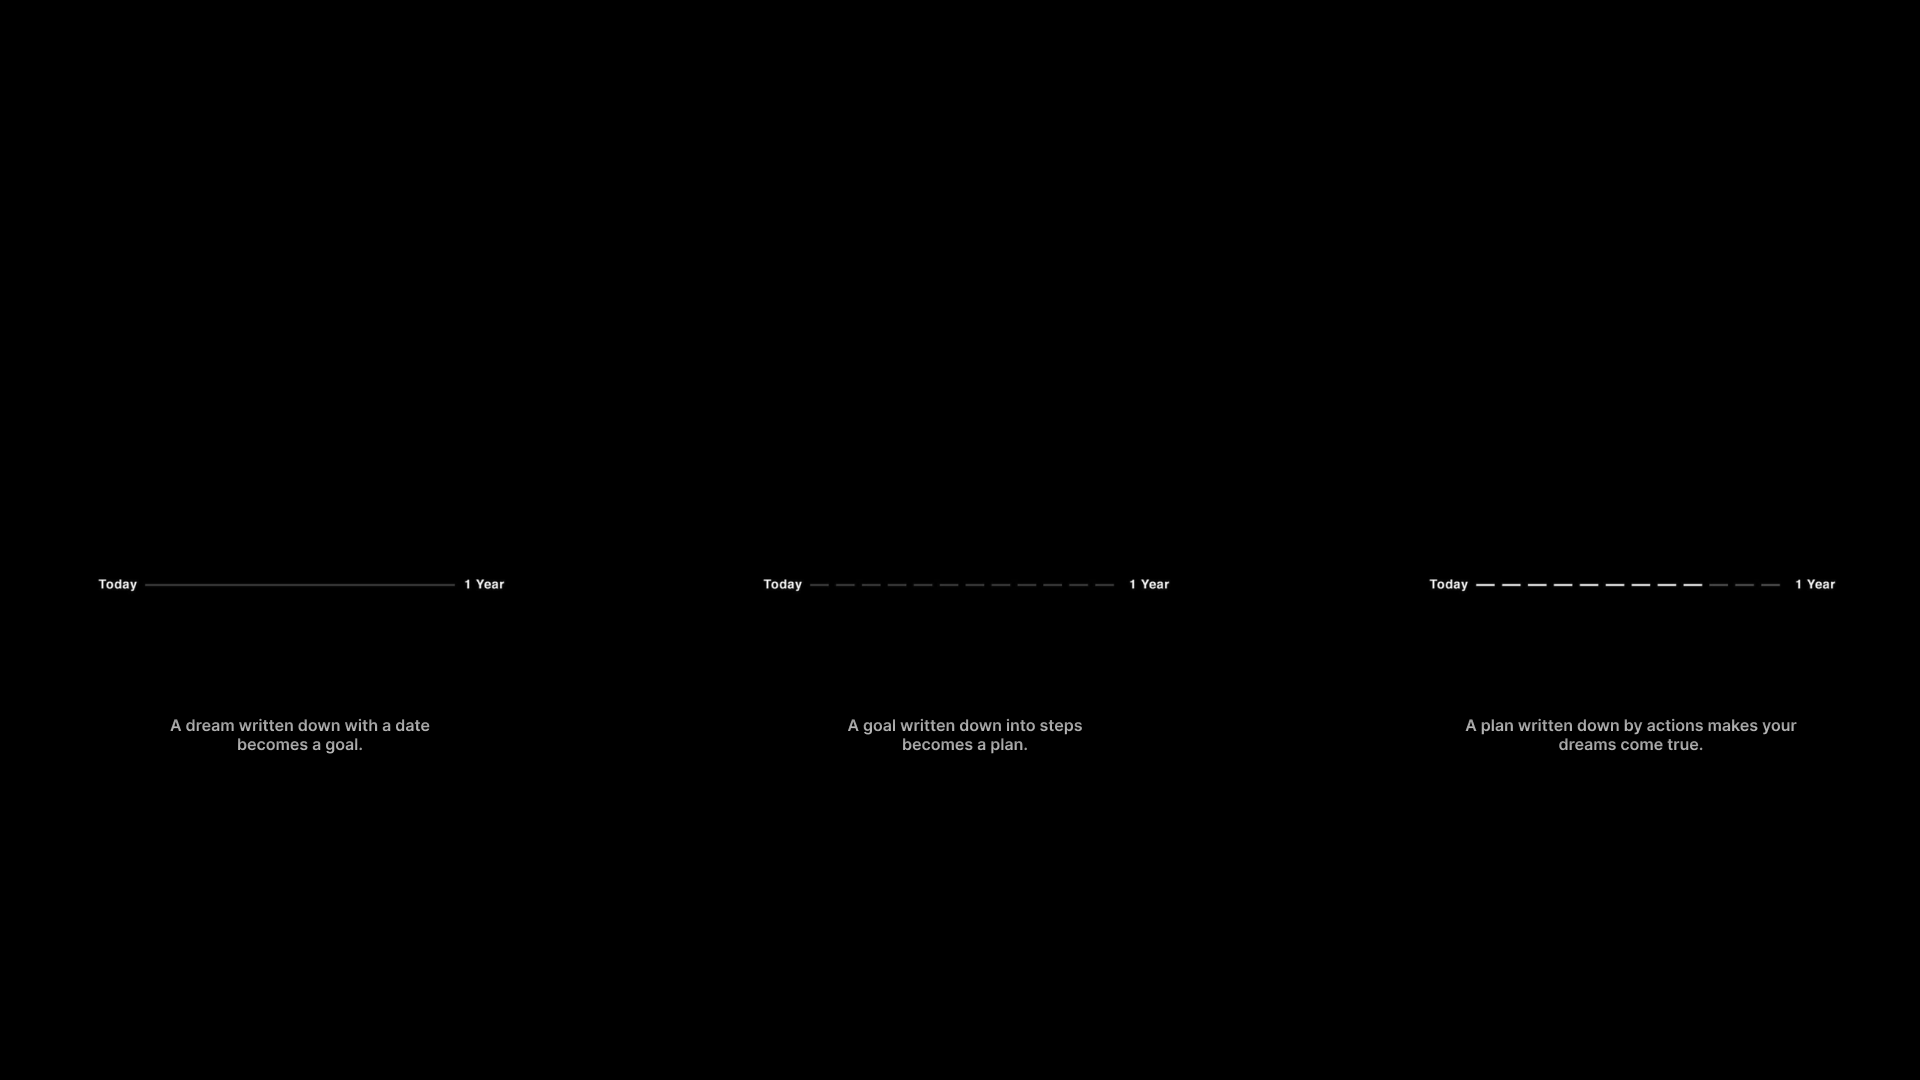 Today 1 Year
A dream written down with a date
becomes a goal.
Today 1 Year
A goal written down into steps
becomes a plan.
Today 1 Year
A plan written down by actions makes your
dreams come true.